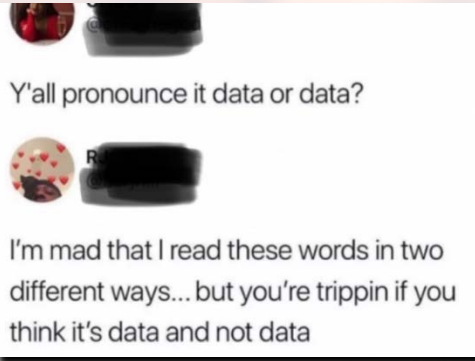 Y'all pronounce it data or data?
R
I'm mad that I read these words in two
different ways... but you're trippin if you
think it's data and not data